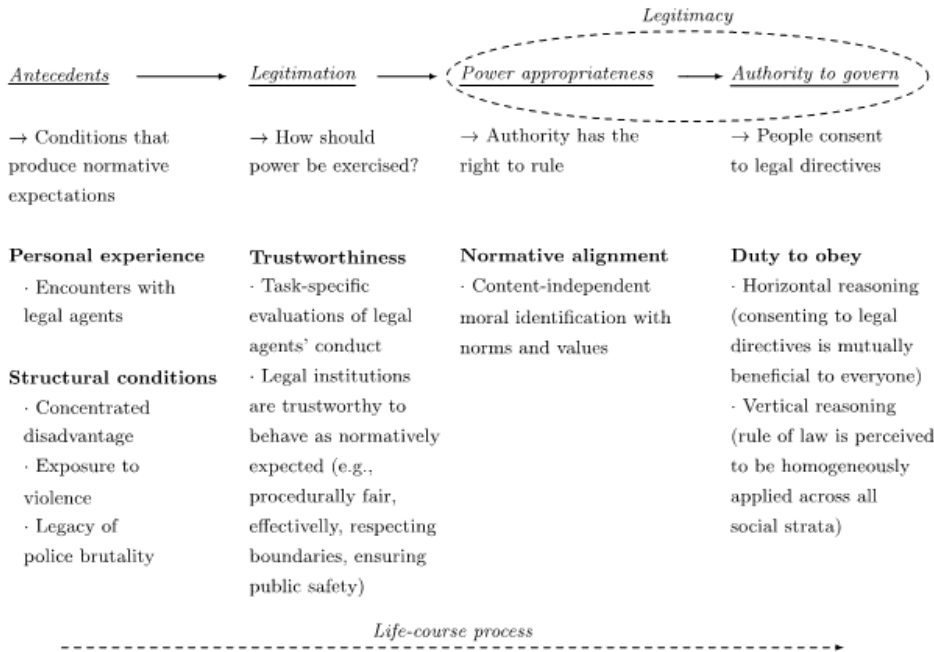 Legitimacy
Antecedents
Legitimation
Power appropriateness
Authority to govern
→ Conditions that
produce normative
expectations
→ How should
power be exercised?
→ Authority has the
right to rule
→ People consent
to legal directives
Personal experience
· Encounters with
legal agents
Structural conditions
· Concentrated
disadvantage
· Exposure to
violence
· Legacy of
police brutality
Trustworthiness
· Task-specific
evaluations of legal
agents' conduct
· Legal institutions
are trustworthy to
behave as normatively
expected (e.g.,
procedurally fair,
effectivelly, respecting
boundaries, ensuring
public safety)
Normative alignment
· Content-independent
moral identification with
norms and values
Duty to obey
· Horizontal reasoning
(consenting to legal
directives is mutually
beneficial to everyone)
· Vertical reasoning
(rule of law is perceived
to be homogeneously
applied across all
social strata)
Life-course process